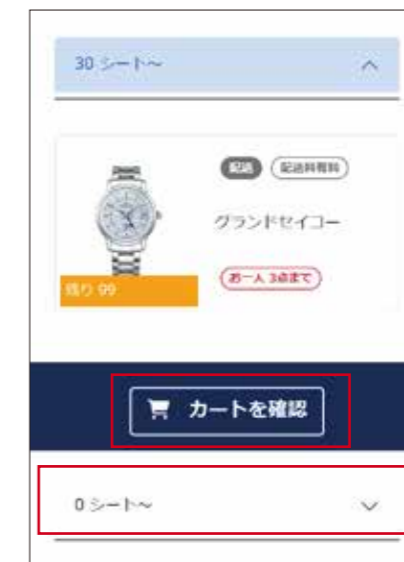 30 シート～
配送 配送料有料
グランドセイコー
お一人 3点まで
残り 99
カートを確認
0 シート～